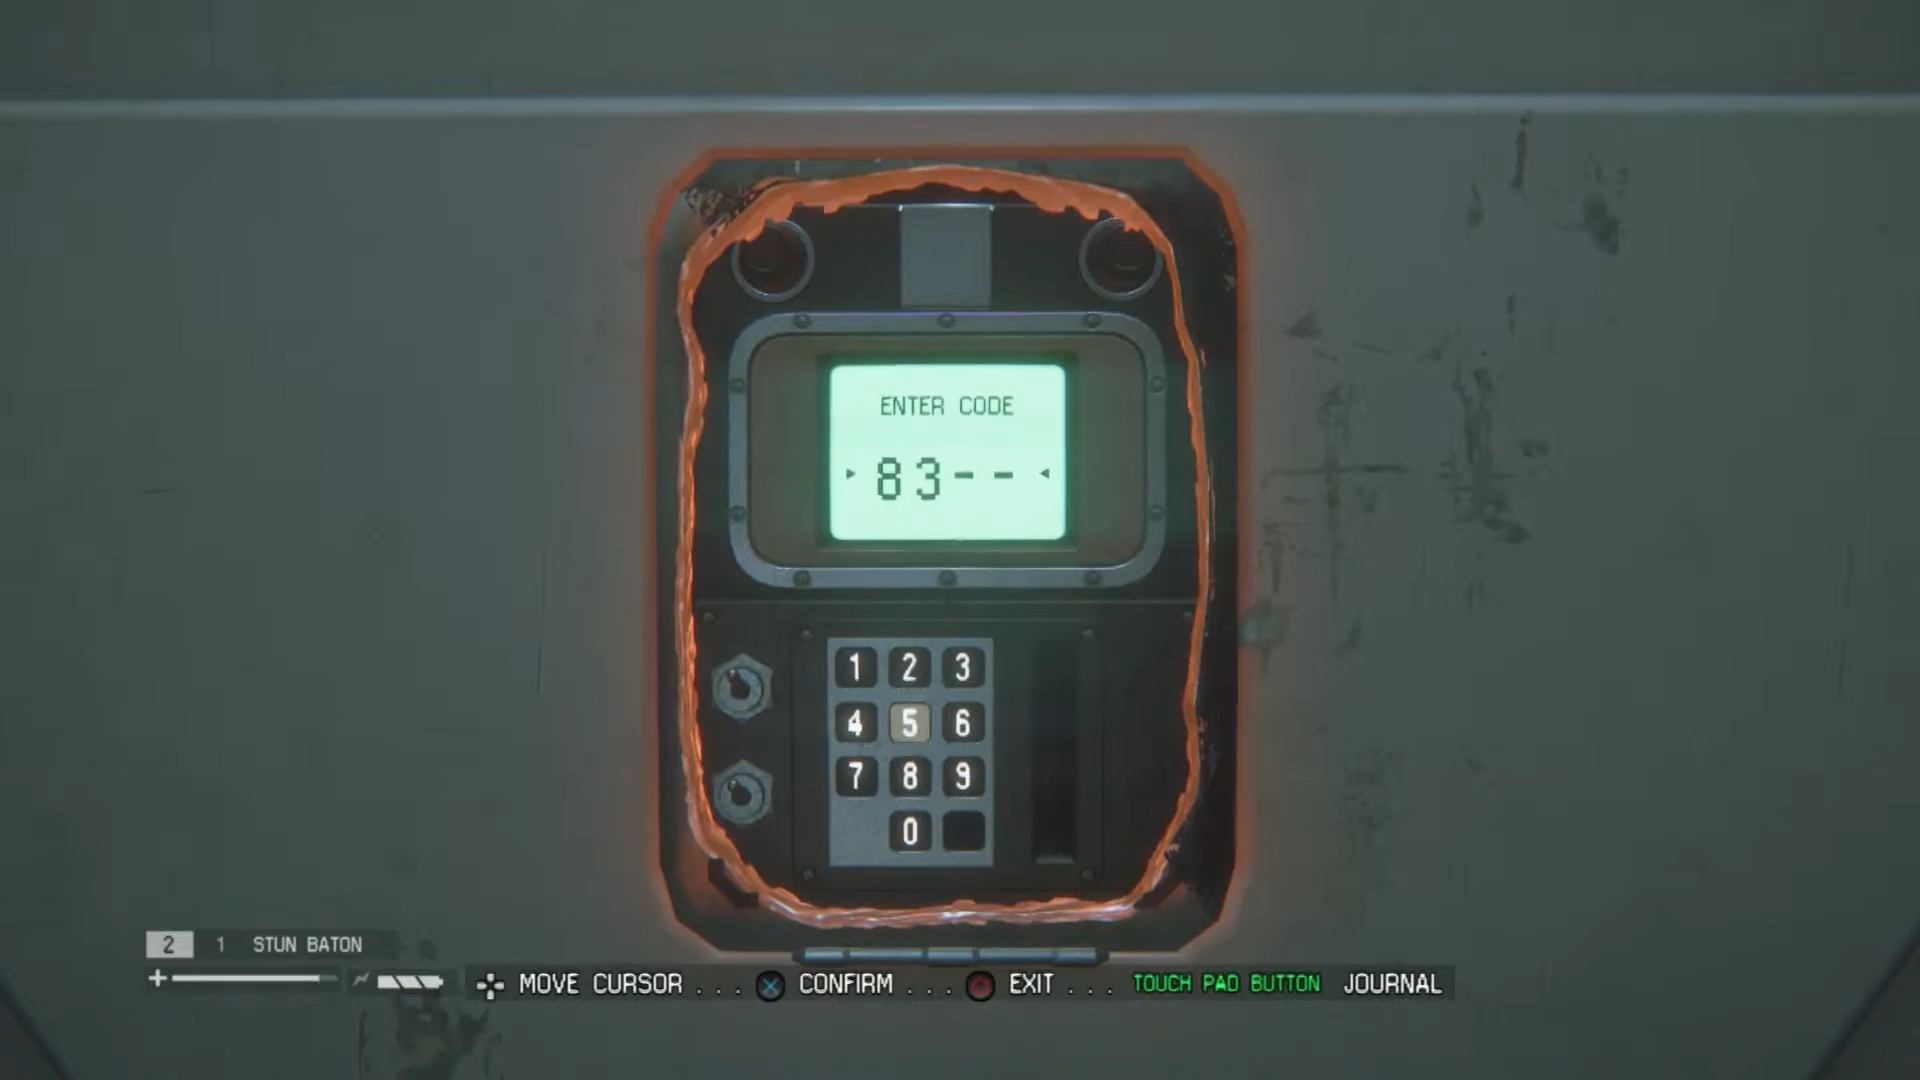 ENTER CODE
▸ 83-- ◂
1 2 3
4 5 6
7 8 9
0
2 1 STUN BATON
MOVE CURSOR . . . CONFIRM . . . EXIT . . . TOUCH PAD BUTTON JOURNAL